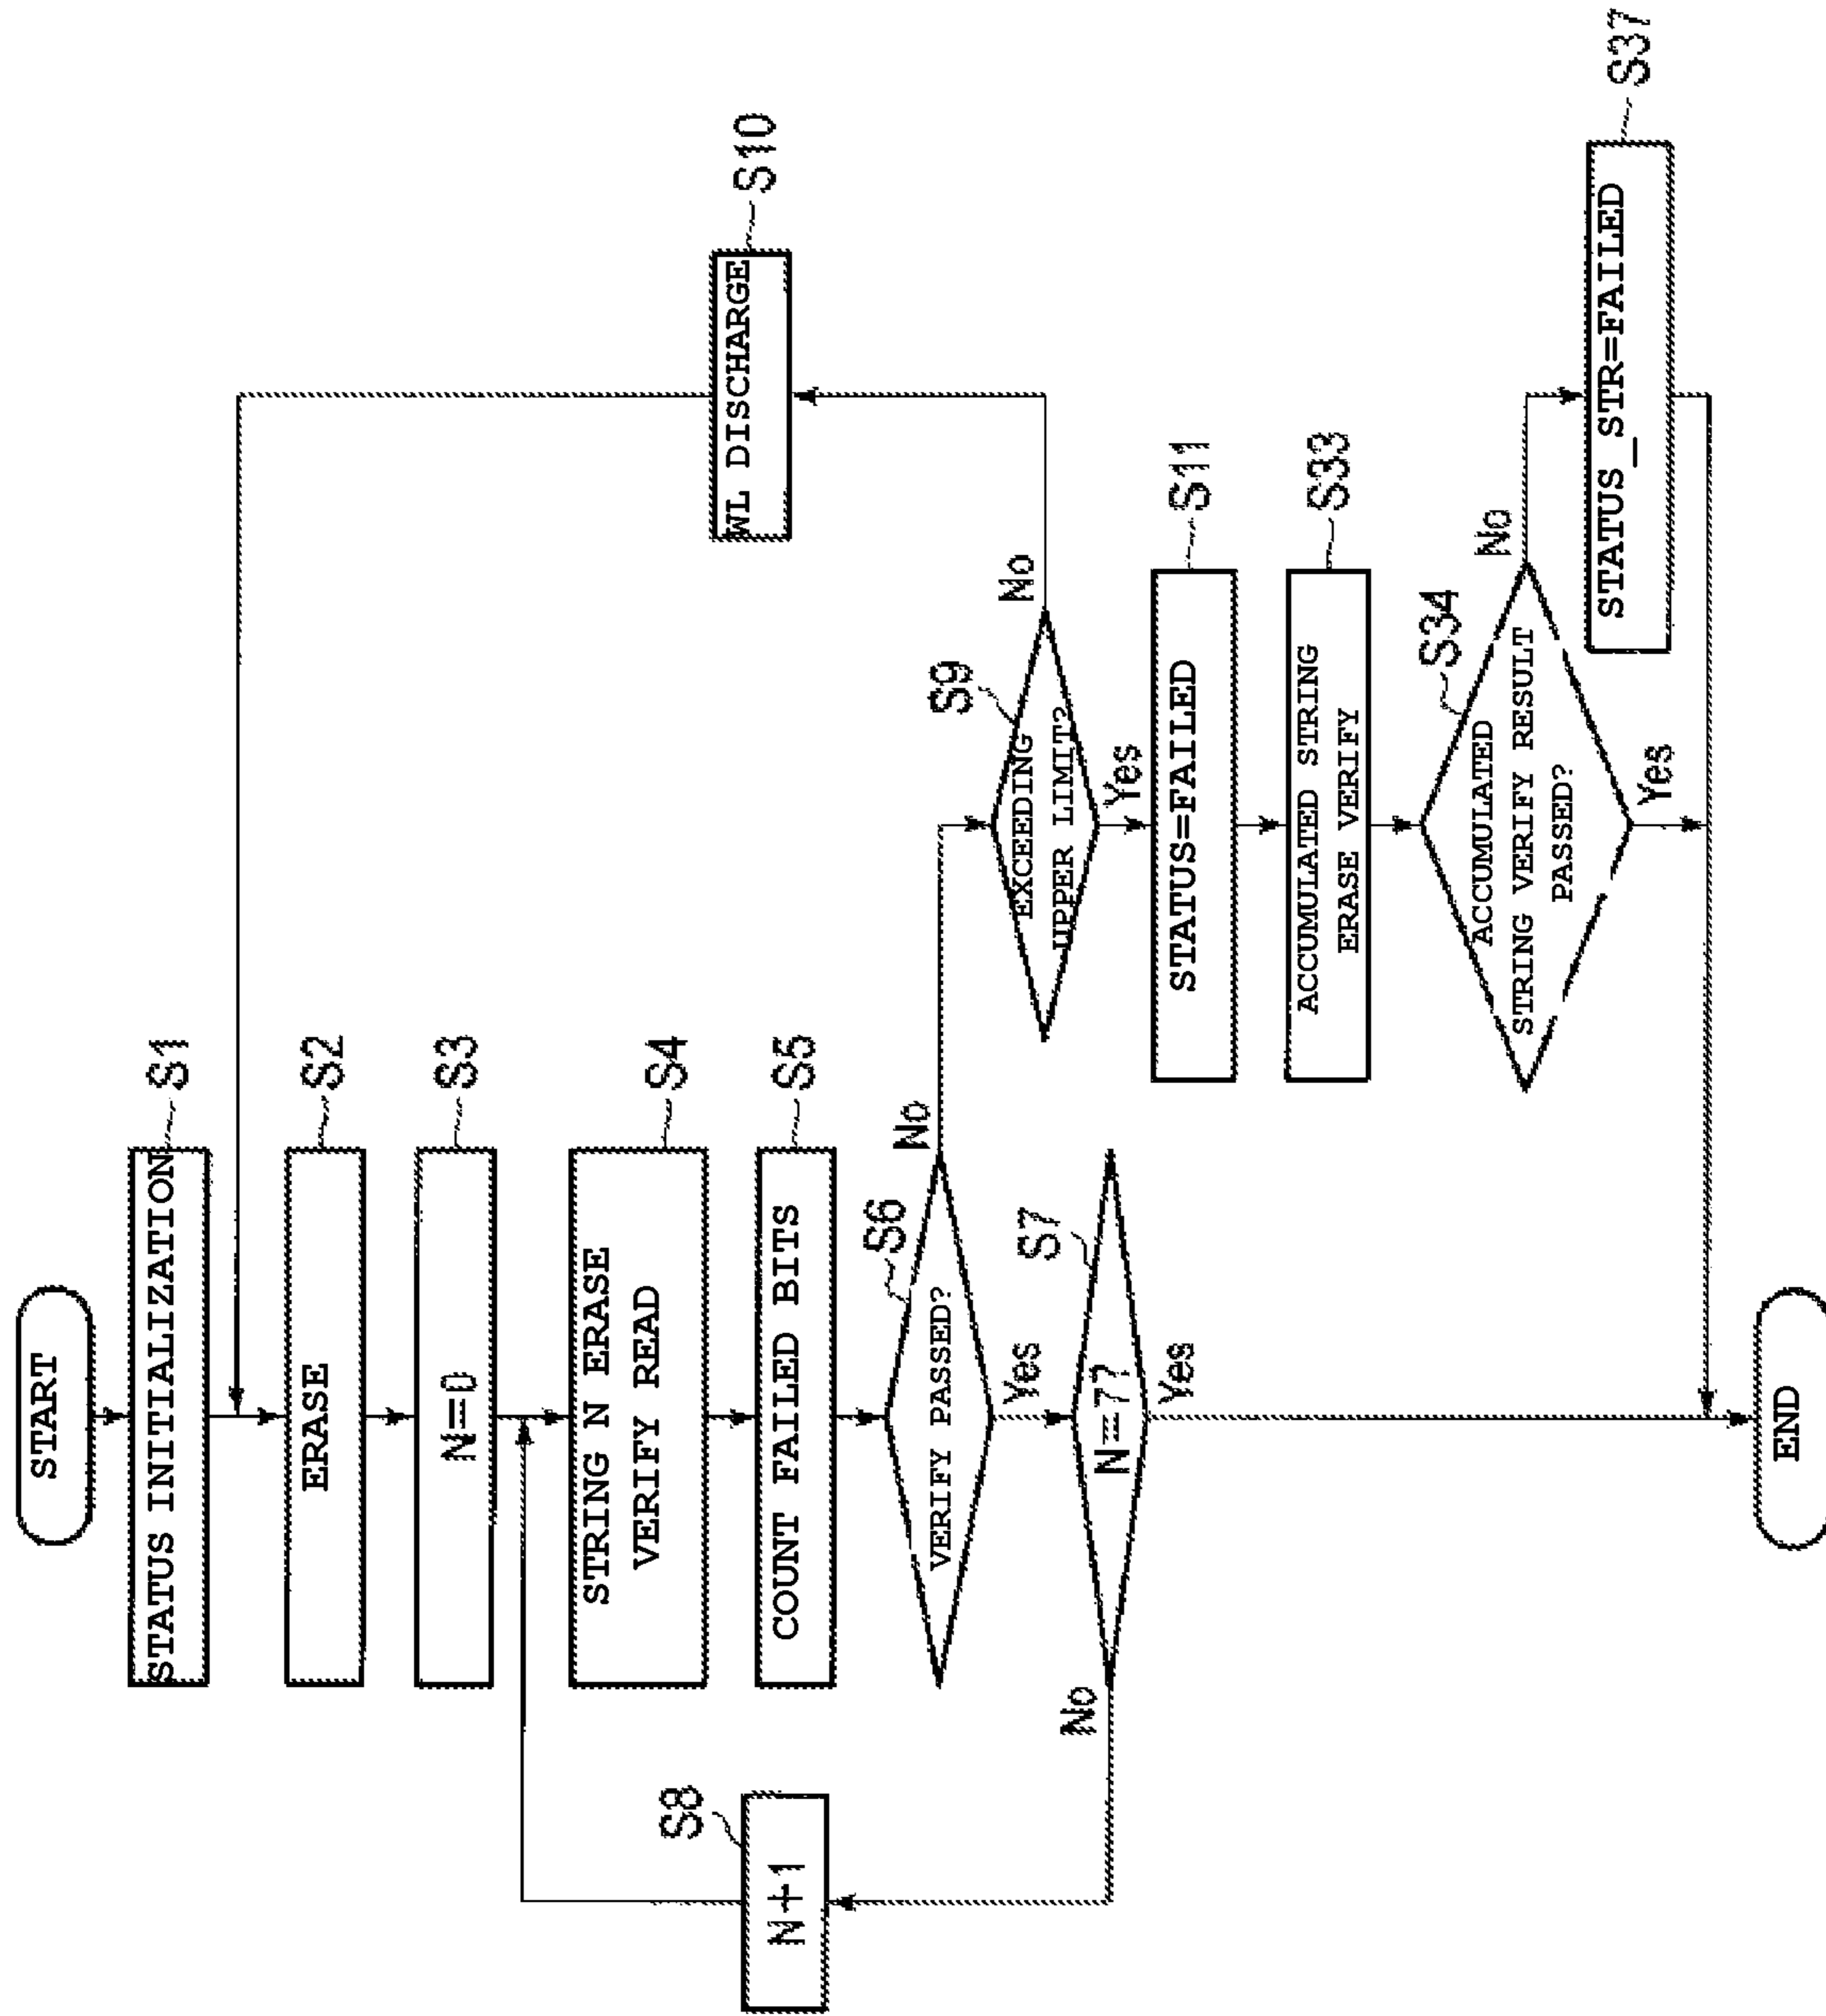 START
STATUS INITIALIZATION
S1
ERASE
S2
N=0
S3
STRING N ERASE
VERIFY READ
S4
COUNT FAILED BITS
S5
VERIFY PASSED?
S6
Yes
No
N=7?
S7
Yes
No
N+1
S8
EXCEEDING
UPPER LIMIT?
S9
No
Yes
WL DISCHARGE
S10
STATUS=FAILED
S11
ACCUMULATED STRING
ERASE VERIFY
S33
ACCUMULATED
STRING VERIFY RESULT
PASSED?
S34
No
Yes
STATUS_STR=FAILED
S37
END